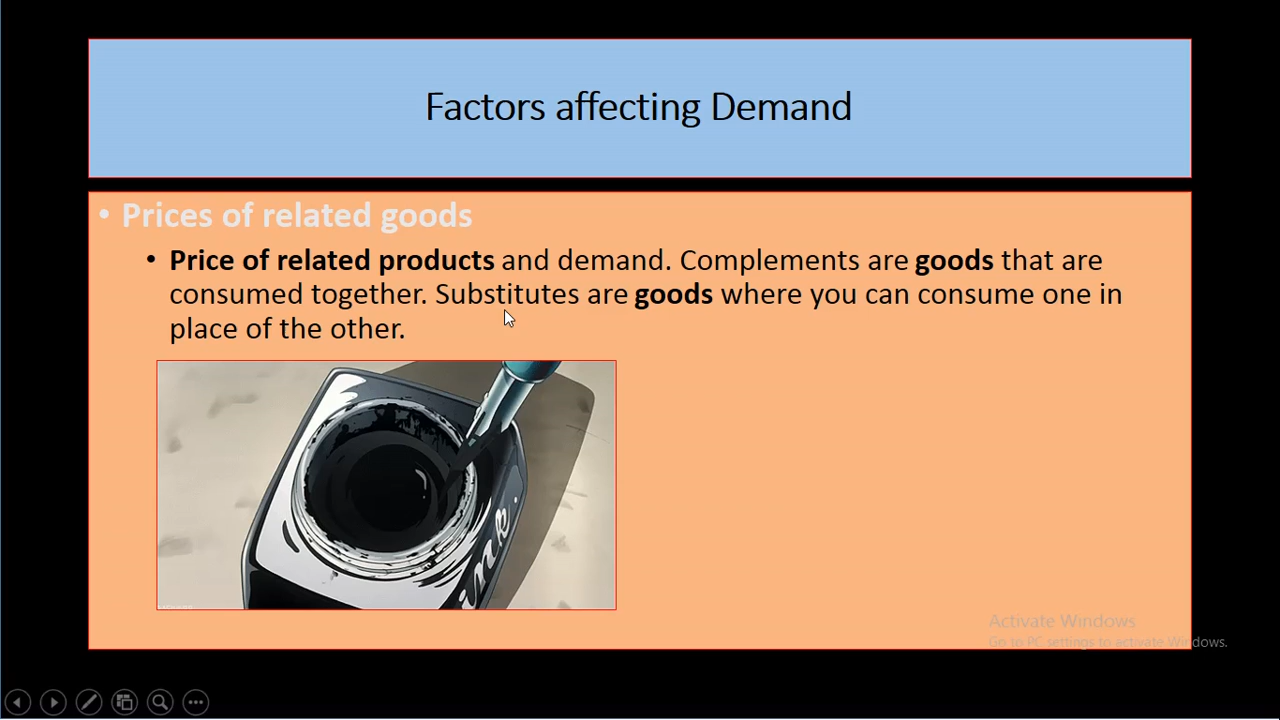 Factors affecting Demand
• Prices of related goods
• Price of related products and demand. Complements are goods that are
consumed together. Substitutes are goods where you can consume one in
place of the other.
INK.
Activate Windows
Go to PC settings to activate Windows.